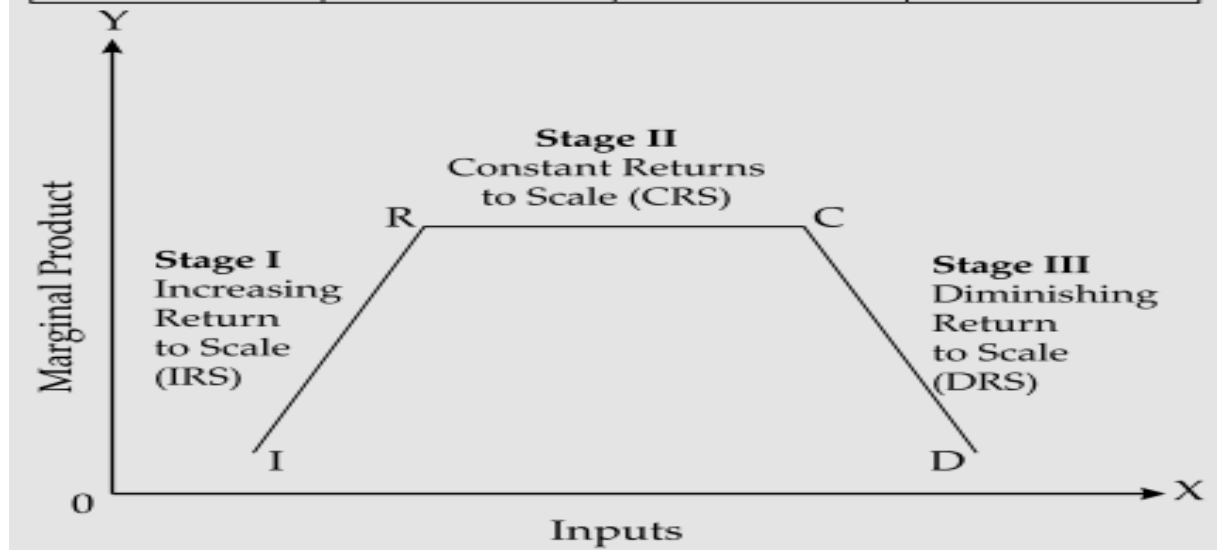 Y
Stage II
Constant Returns
to Scale (CRS)
R
C
Stage I
Increasing
Return
to Scale
(IRS)
Stage III
Diminishing
Return
to Scale
(DRS)
Marginal Product
I
D
0
X
Inputs